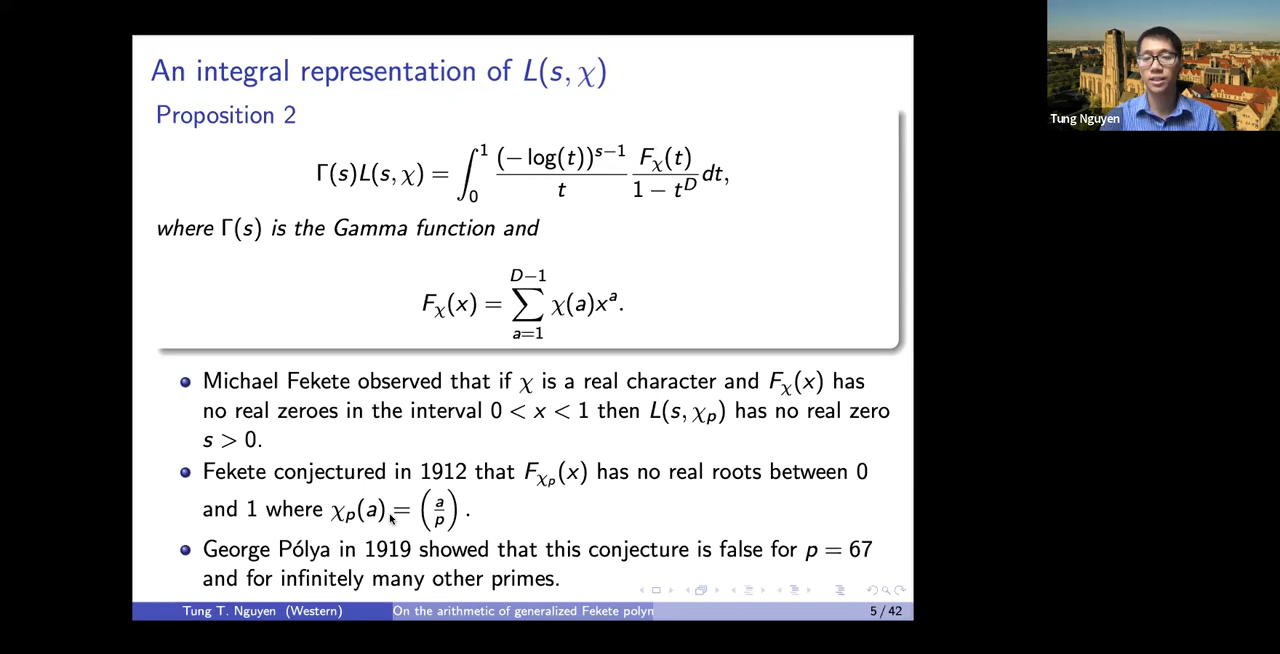 An integral representation of L(s, χ)
Proposition 2
Γ(s)L(s, χ) = ∫₀¹ (− log(t))ˢ⁻¹ / t · F_χ(t) / (1 − t^D) dt,
where Γ(s) is the Gamma function and
F_χ(x) = ∑_{a=1}^{D−1} χ(a)xᵃ.
Michael Fekete observed that if χ is a real character and F_χ(x) has
no real zeroes in the interval 0 < x < 1 then L(s, χ_p) has no real zero
s > 0.
Fekete conjectured in 1912 that F_{χ_p}(x) has no real roots between 0
and 1 where χ_p(a) = (a/p).
George Pólya in 1919 showed that this conjecture is false for p = 67
and for infinitely many other primes.
Tung T. Nguyen (Western) On the arithmetic of generalized Fekete polyn 5 / 42
Tung Nguyen